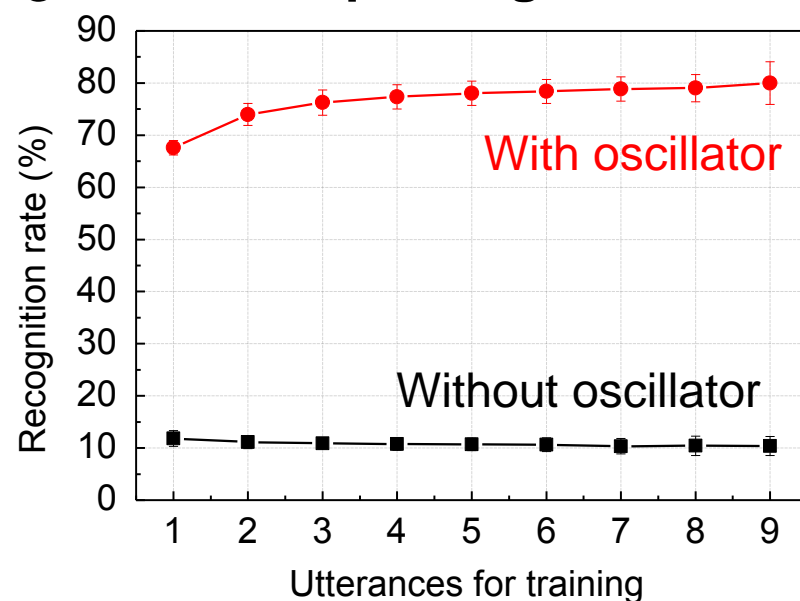 90
80
70
60
50
40
30
20
10
0
Recognition rate (%)
With oscillator
Without oscillator
1 2 3 4 5 6 7 8 9
Utterances for training